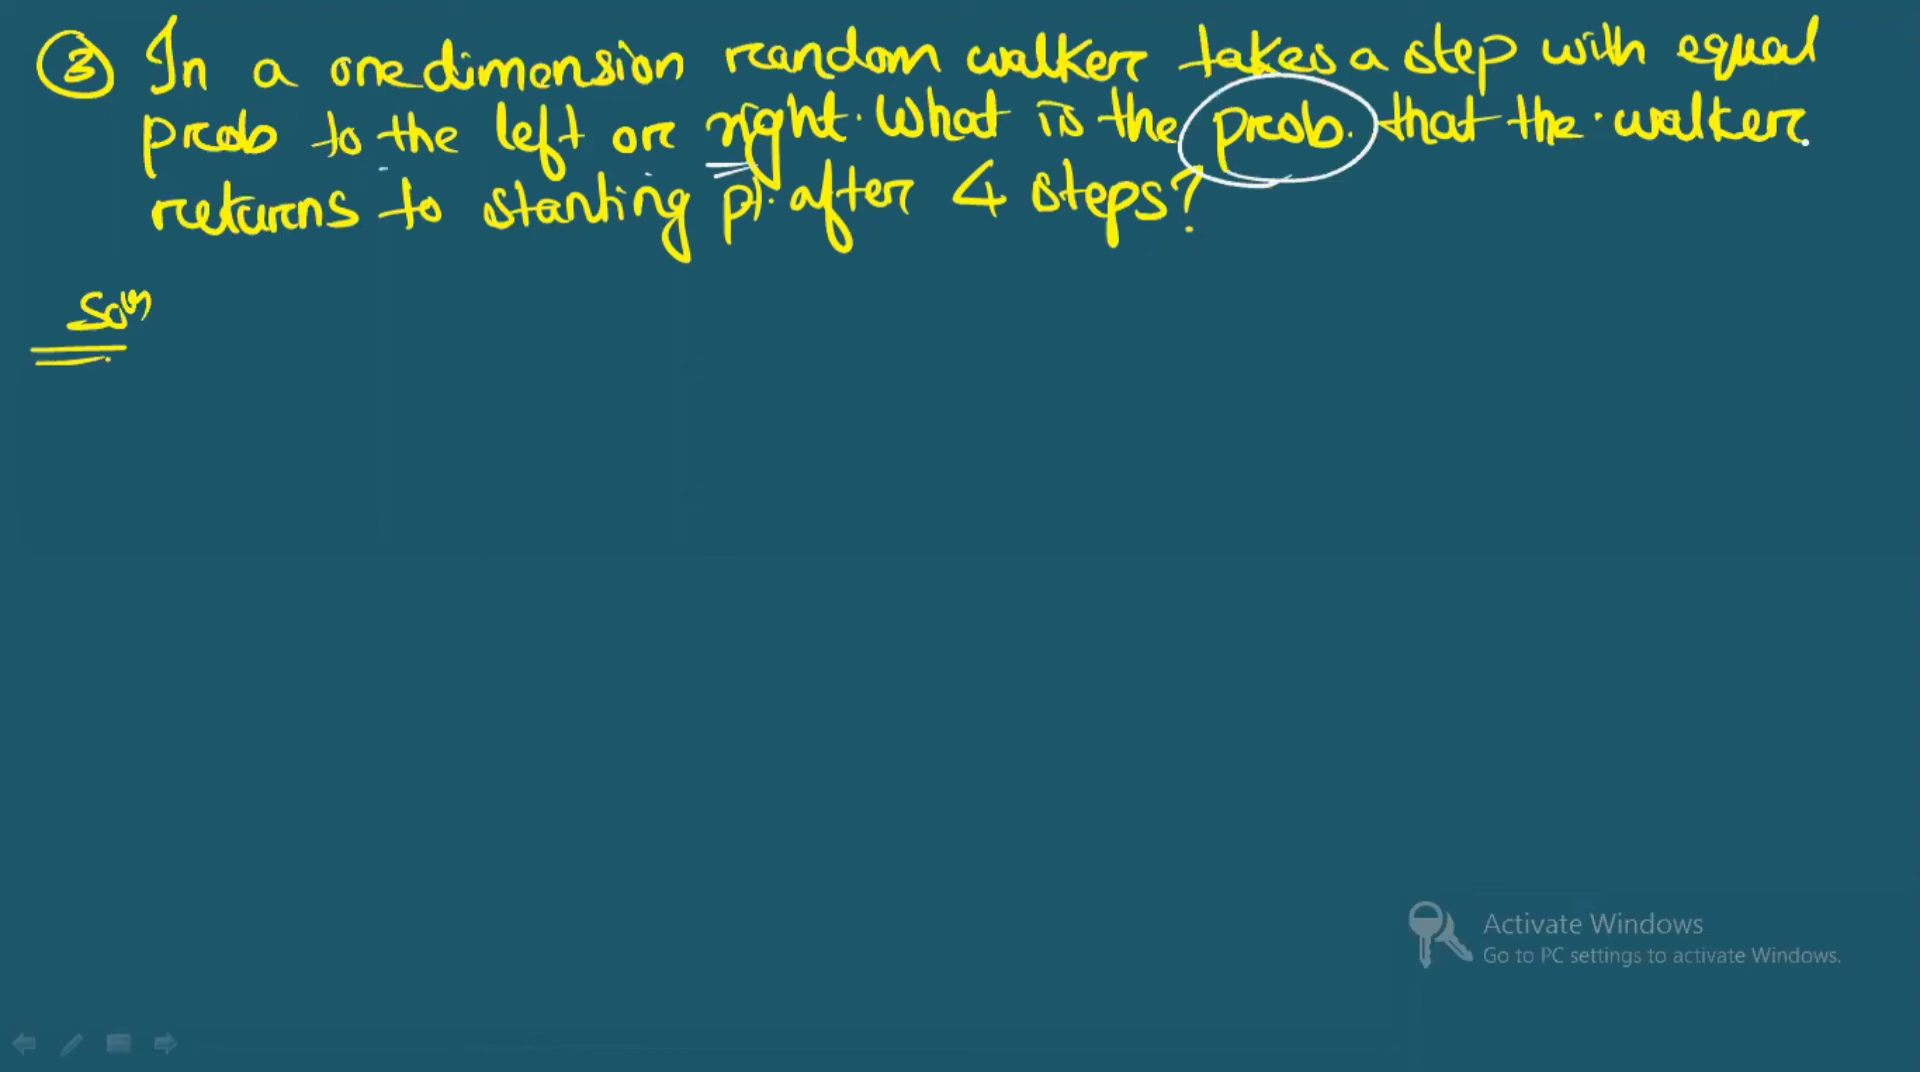 ③ In a one dimension random walker takes a step with equal
prob to the left or right. What is the prob. that the walker
returns to starting pt. after 4 steps?
Soln
Activate Windows
Go to PC settings to activate Windows.